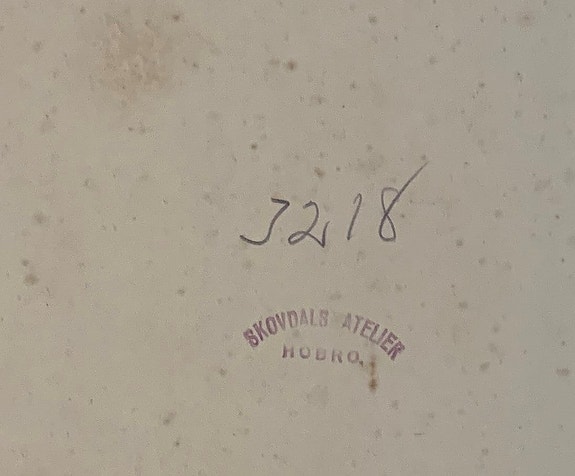 3218
SKOVDALS ATELIER
HOBRO.